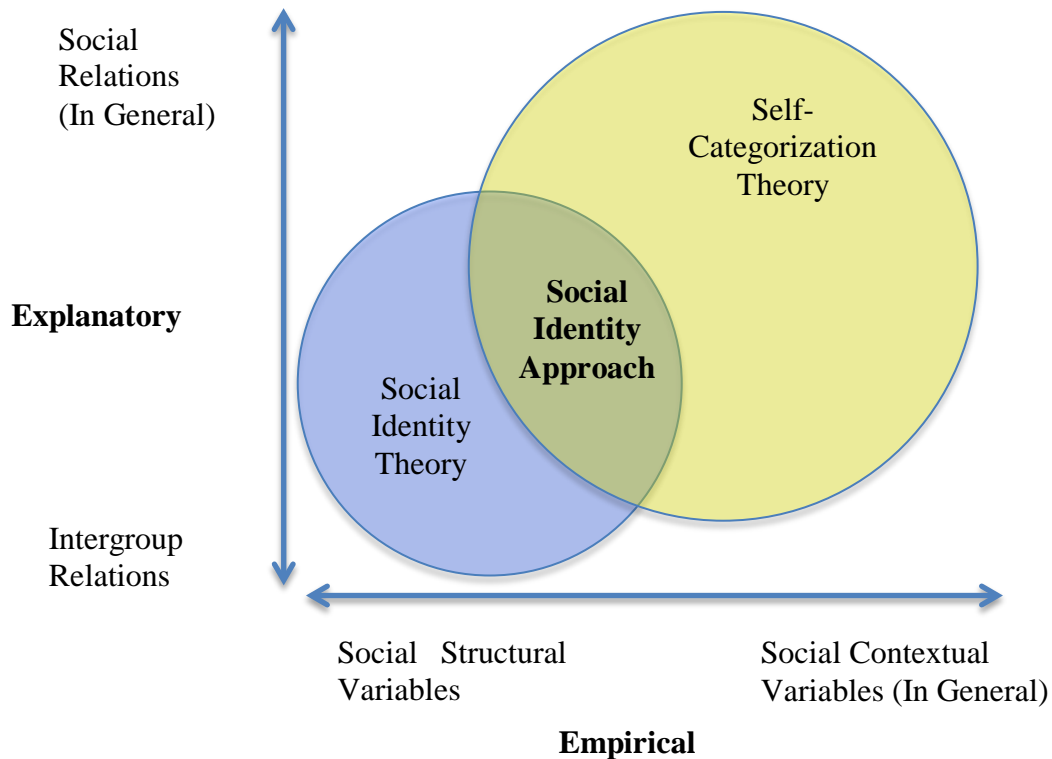 Social
Relations
(In General)
Self-
Categorization
Theory
Explanatory
Social
Identity
Approach
Social
Identity
Theory
Intergroup
Relations
Social Structural
Variables
Social Contextual
Variables (In General)
Empirical